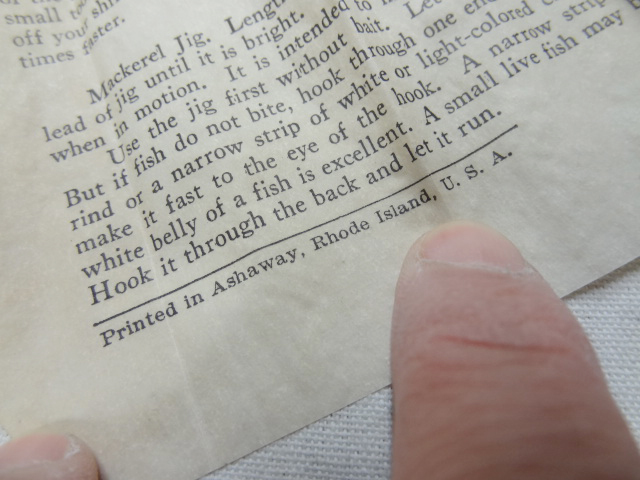 small to
off your shi
times faster.
Mackerel Jig. Length
lead of jig until it is bright.
when in motion. It is intended to
Use the jig first without bait.
But if fish do not bite, hook through one end
rind or a narrow strip of white or light-colored
make it fast to the eye of the hook. A narrow strip
white belly of a fish is excellent. A small live fish may
Hook it through the back and let it run.
Printed in Ashaway, Rhode Island, U. S. A.